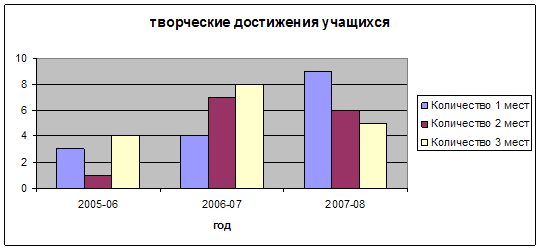 творческие достижения учащихся
10
8
6
4
2
0
2005-06
2006-07
2007-08
год
Количество 1 мест
Количество 2 мест
Количество 3 мест